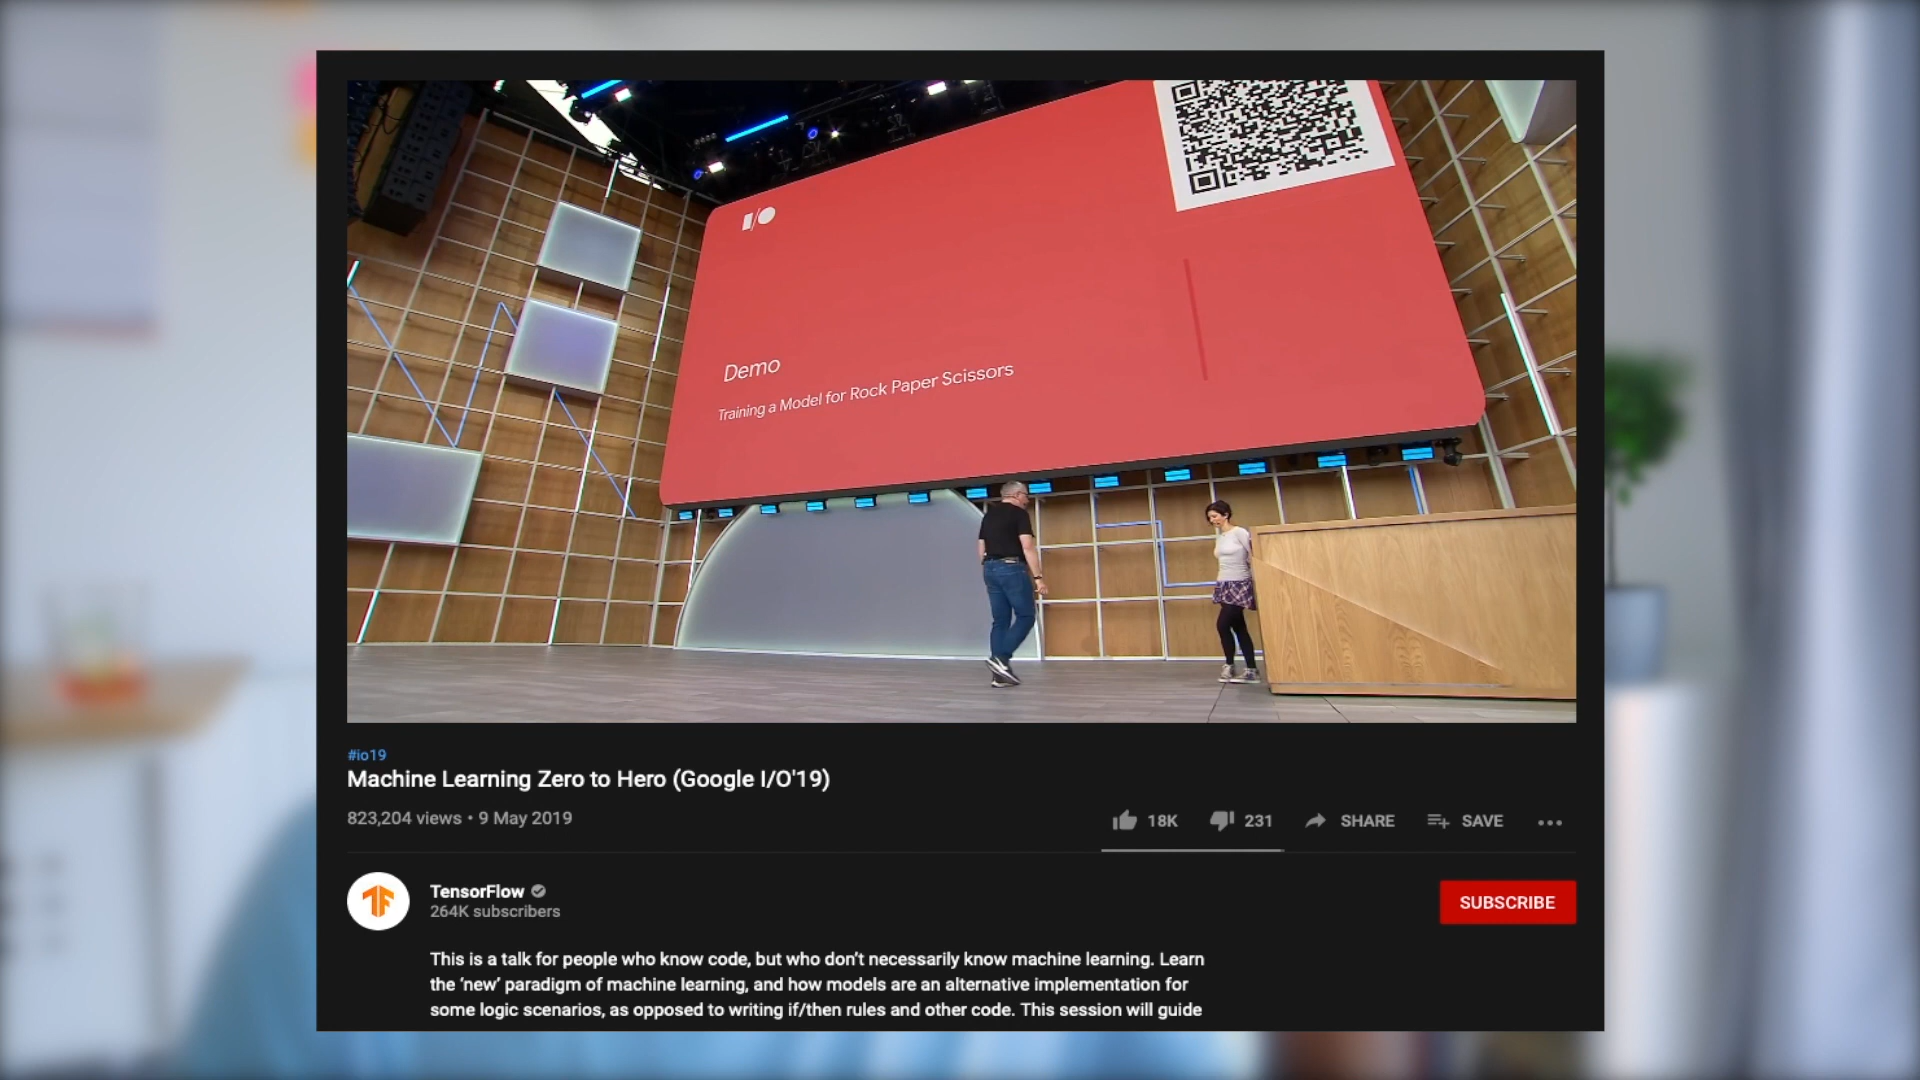 I/O
Demo
Training a Model for Rock Paper Scissors
#io19
Machine Learning Zero to Hero (Google I/O'19)
823,204 views • 9 May 2019
18K 231 SHARE SAVE
TensorFlow
264K subscribers
SUBSCRIBE
This is a talk for people who know code, but who don’t necessarily know machine learning. Learn
the ‘new’ paradigm of machine learning, and how models are an alternative implementation for
some logic scenarios, as opposed to writing if/then rules and other code. This session will guide